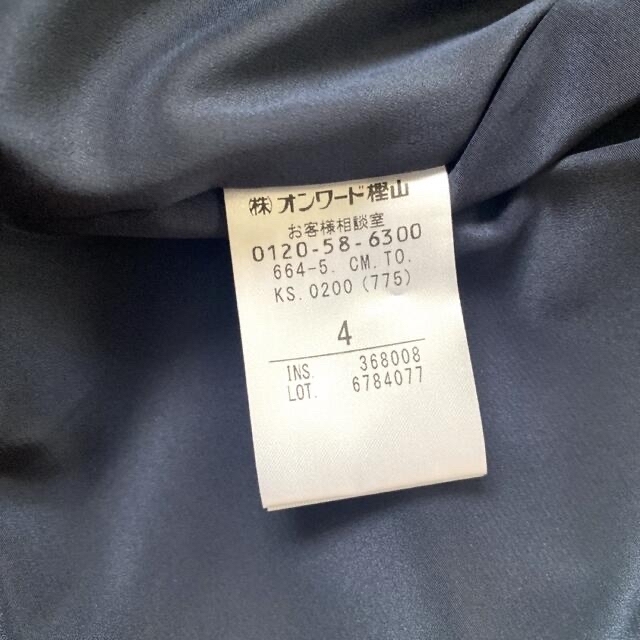 ㈱オンワード樫山
お客様相談室
0120-58-6300
664-5. CM. TO.
KS. 0200 (775)
4
INS. 368008
LOT. 6784077